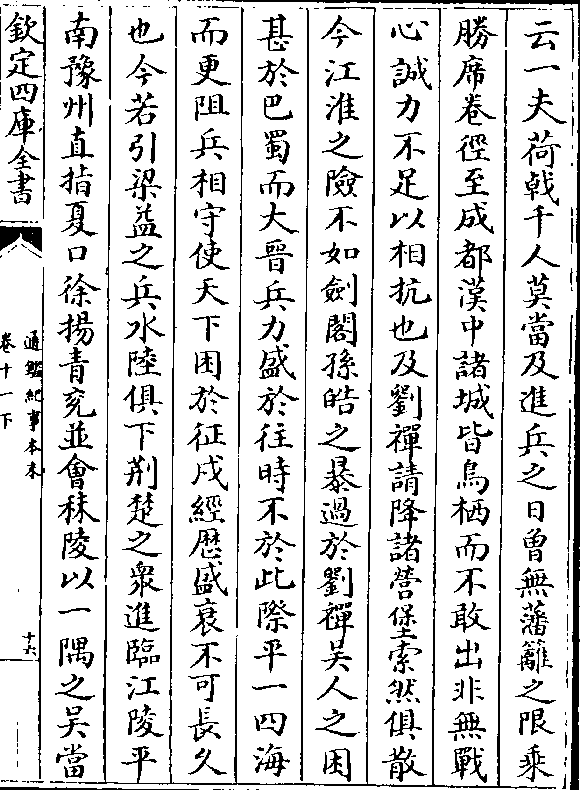 云一夫荷㦸千人莫當及進兵之日曾無藩籬之限乗
勝席卷徑至成都漢中諸城皆鳥栖而不敢出非無戰
心誠力不足以相抗也及劉禪請降諸營堡索然俱散
今江淮之險不如劍閣孫皓之暴過於劉禪吴人之困
甚於巴蜀而大晉兵力盛於往時不於此際平一四海
而更阻兵相守使天下困於征戍經歴盛衰不可長久
也今若引梁益之兵水陸俱下荆楚之衆進臨江陵平
南豫州直指夏口徐揚青兖並會秣陵以一隅之吴當
欽定四庫全書
通鑑紀事本末
卷十一下
十六